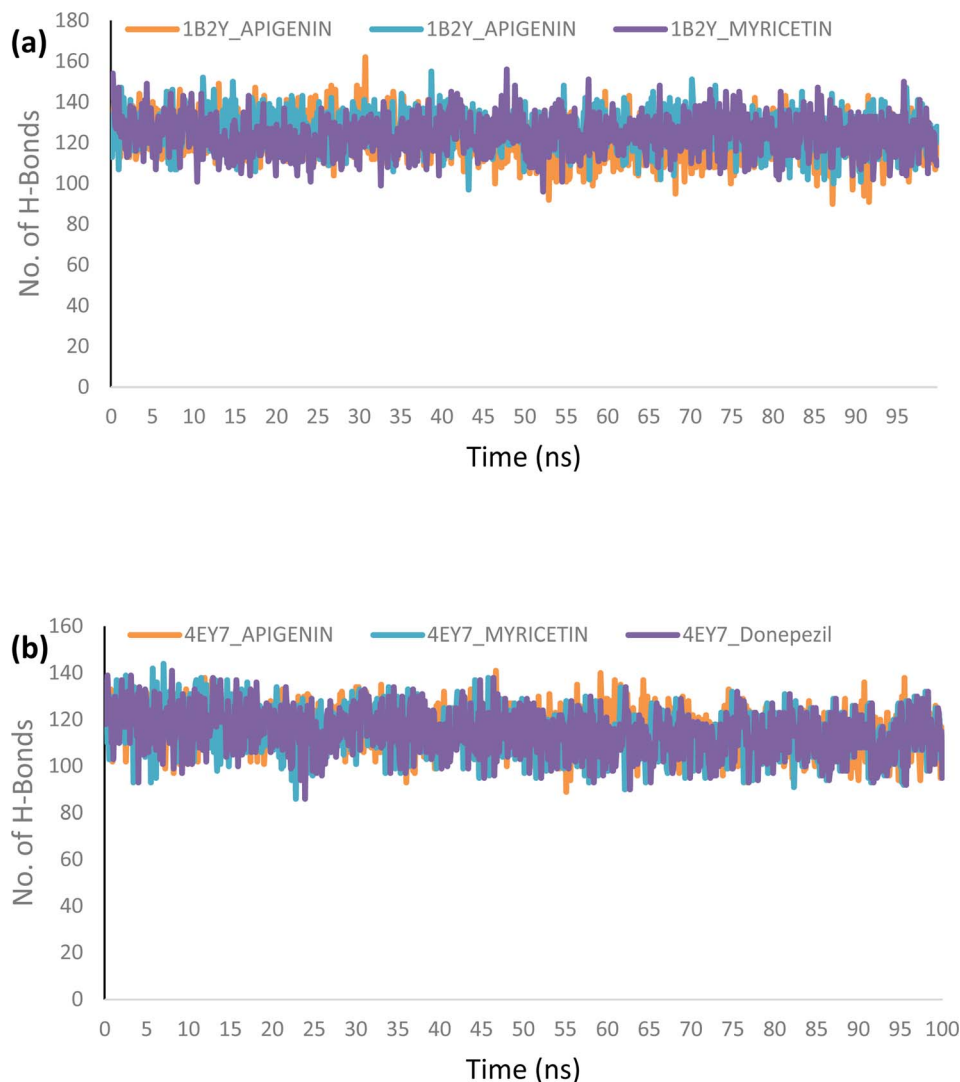 (a)
1B2Y_APIGENIN 1B2Y_APIGENIN 1B2Y_MYRICETIN
No. of H-Bonds
180
160
140
120
100
80
60
40
20
0
0 5 10 15 20 25 30 35 40 45 50 55 60 65 70 75 80 85 90 95
Time (ns)
(b)
4EY7_APIGENIN 4EY7_MYRICETIN 4EY7_Donepezil
No. of H-Bonds
160
140
120
100
80
60
40
20
0
0 5 10 15 20 25 30 35 40 45 50 55 60 65 70 75 80 85 90 95 100
Time (ns)